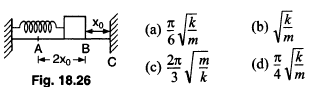 x₀
A
B
C
2x₀
Fig. 18.26
(a) π/6 √(k/m)
(b) √(k/m)
(c) 2π/3 √(m/k)
(d) π/4 √(k/m)